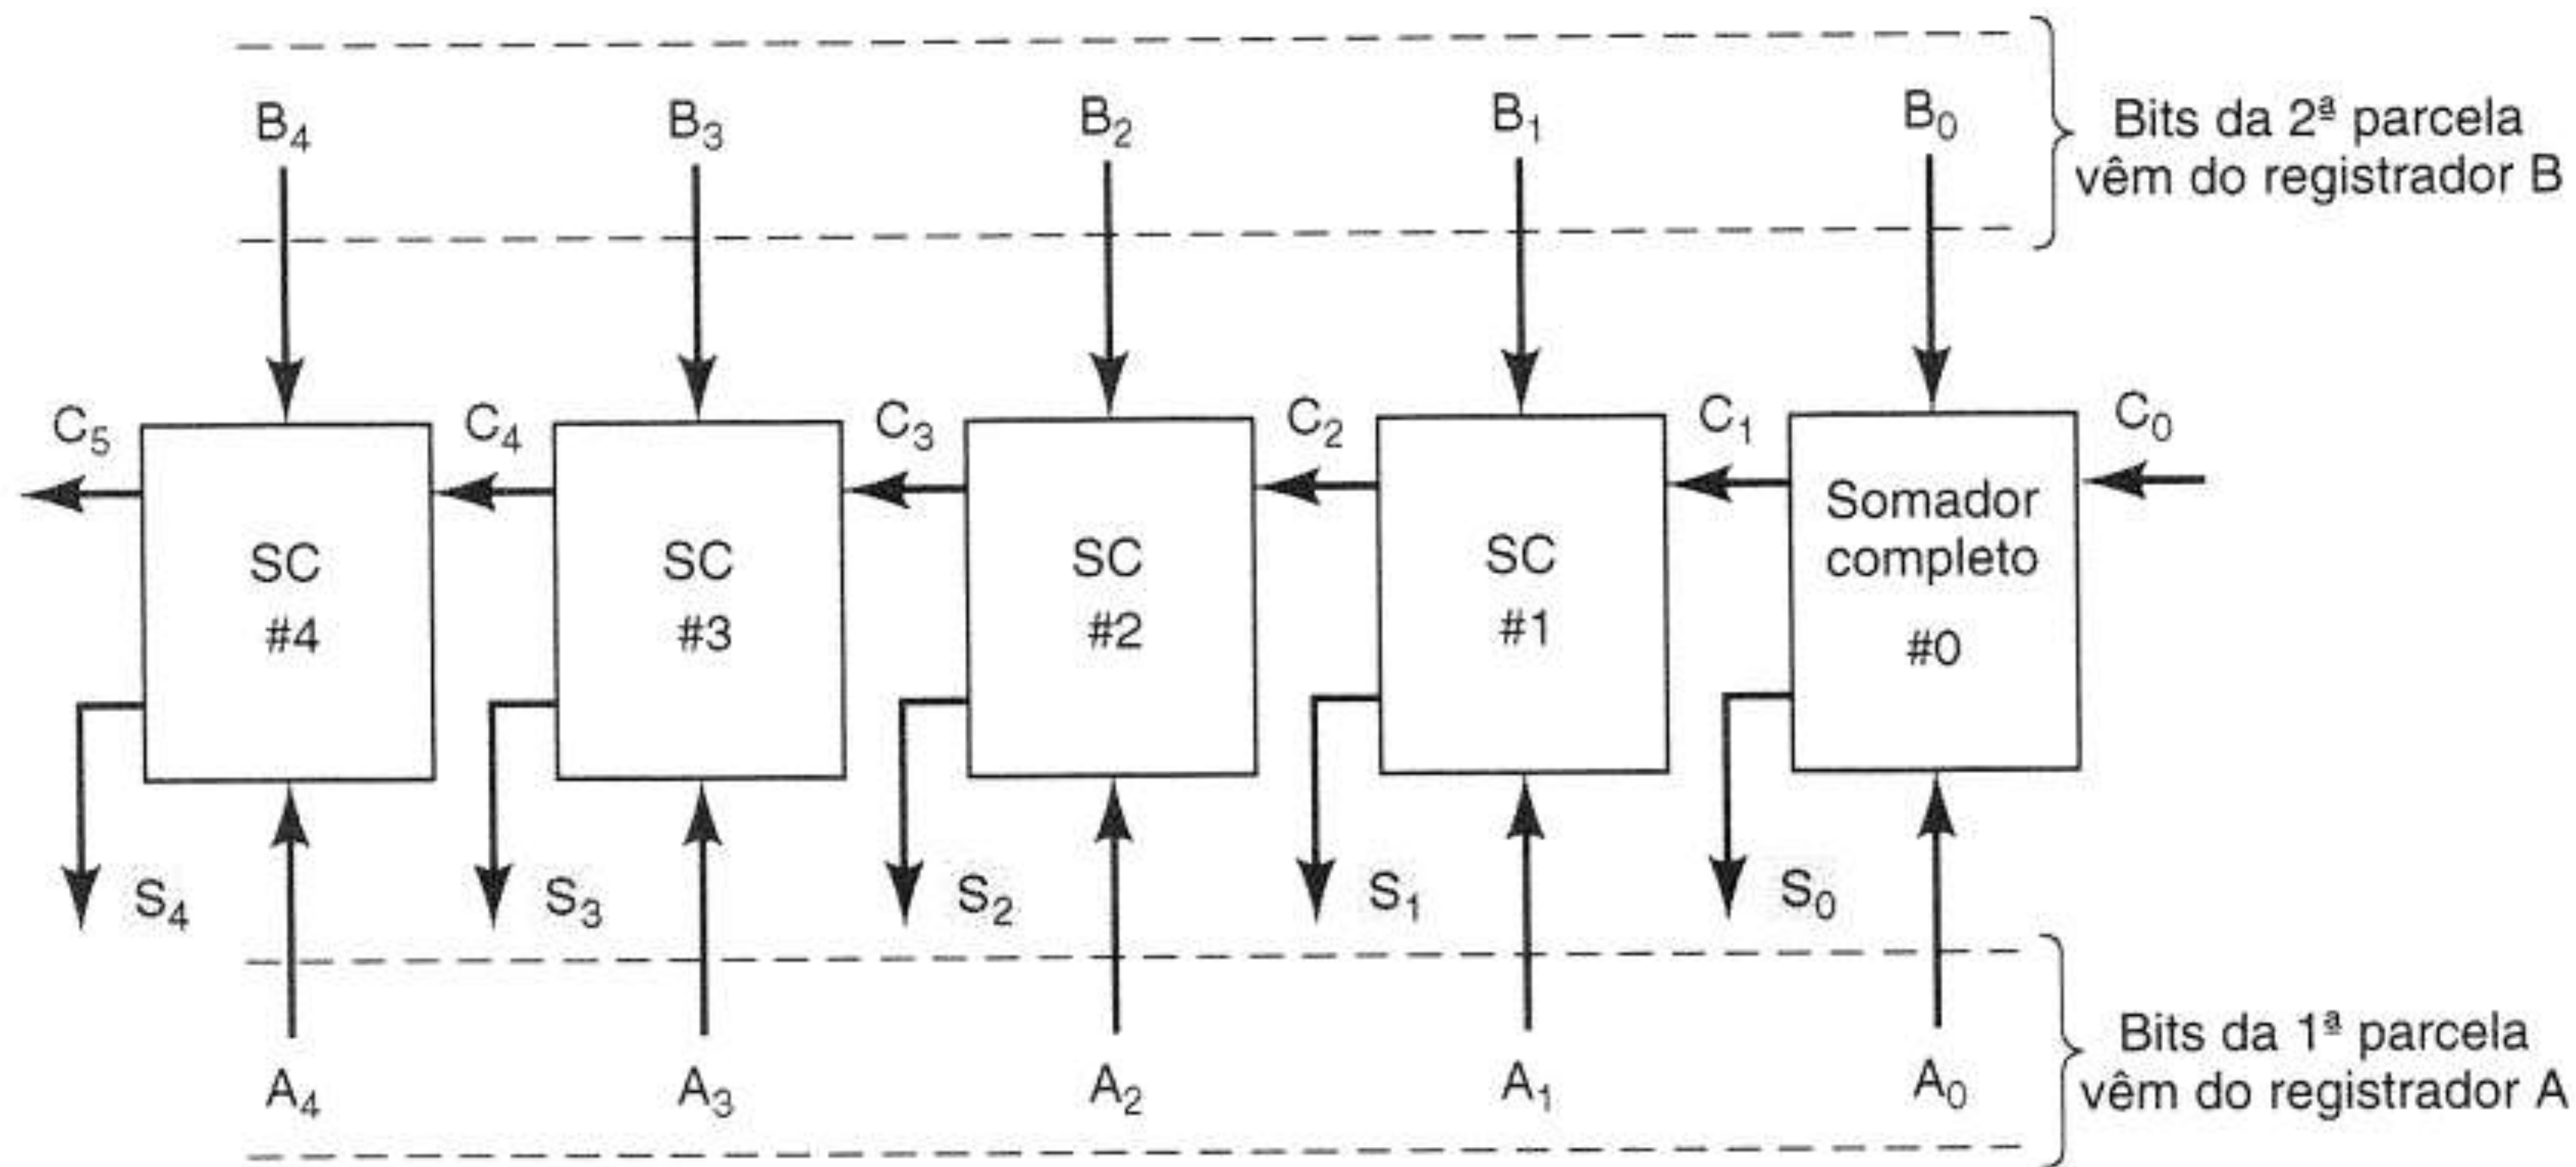 B₄ B₃ B₂ B₁ B₀
Bits da 2ª parcela
vêm do registrador B
C₅ C₄ C₃ C₂ C₁ C₀
SC
#4
SC
#3
SC
#2
SC
#1
Somador
completo
#0
S₄ S₃ S₂ S₁ S₀
A₄ A₃ A₂ A₁ A₀
Bits da 1ª parcela
vêm do registrador A